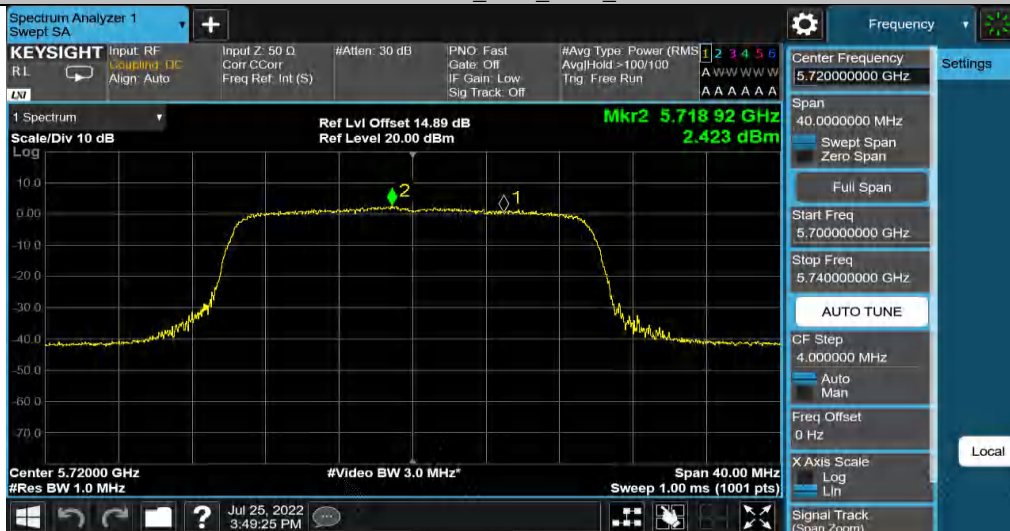 Spectrum Analyzer 1
Swept SA
+
Frequency
KEYSIGHT
RL
LXI
Input: RF
Coupling: DC
Align: Auto
Input Z: 50 Ω
Corr CCorr
Freq Ref: Int (S)
#Atten: 30 dB
PNO: Fast
Gate: Off
IF Gain: Low
Sig Track: Off
#Avg Type: Power (RMS
Avg|Hold >100/100
Trig: Free Run
1 2 3 4 5 6
A W W W W W
A A A A A A
Center Frequency
5.720000000 GHz
Settings
Span
40.0000000 MHz
Swept Span
Zero Span
Full Span
Start Freq
5.700000000 GHz
Stop Freq
5.740000000 GHz
AUTO TUNE
CF Step
4.000000 MHz
Auto
Man
Freq Offset
0 Hz
X Axis Scale
Log
Lin
Signal Track
(Span Zoom)
Local
1 Spectrum
Scale/Div 10 dB
Log
Ref Lvl Offset 14.89 dB
Ref Level 20.00 dBm
Mkr2 5.718 92 GHz
2.423 dBm
2
1
10.0
0.00
-10.0
-20.0
-30.0
-40.0
-50.0
-60.0
-70.0
Center 5.72000 GHz
#Res BW 1.0 MHz
#Video BW 3.0 MHz*
Span 40.00 MHz
Sweep 1.00 ms (1001 pts)
?
Jul 25, 2022
3:49:25 PM